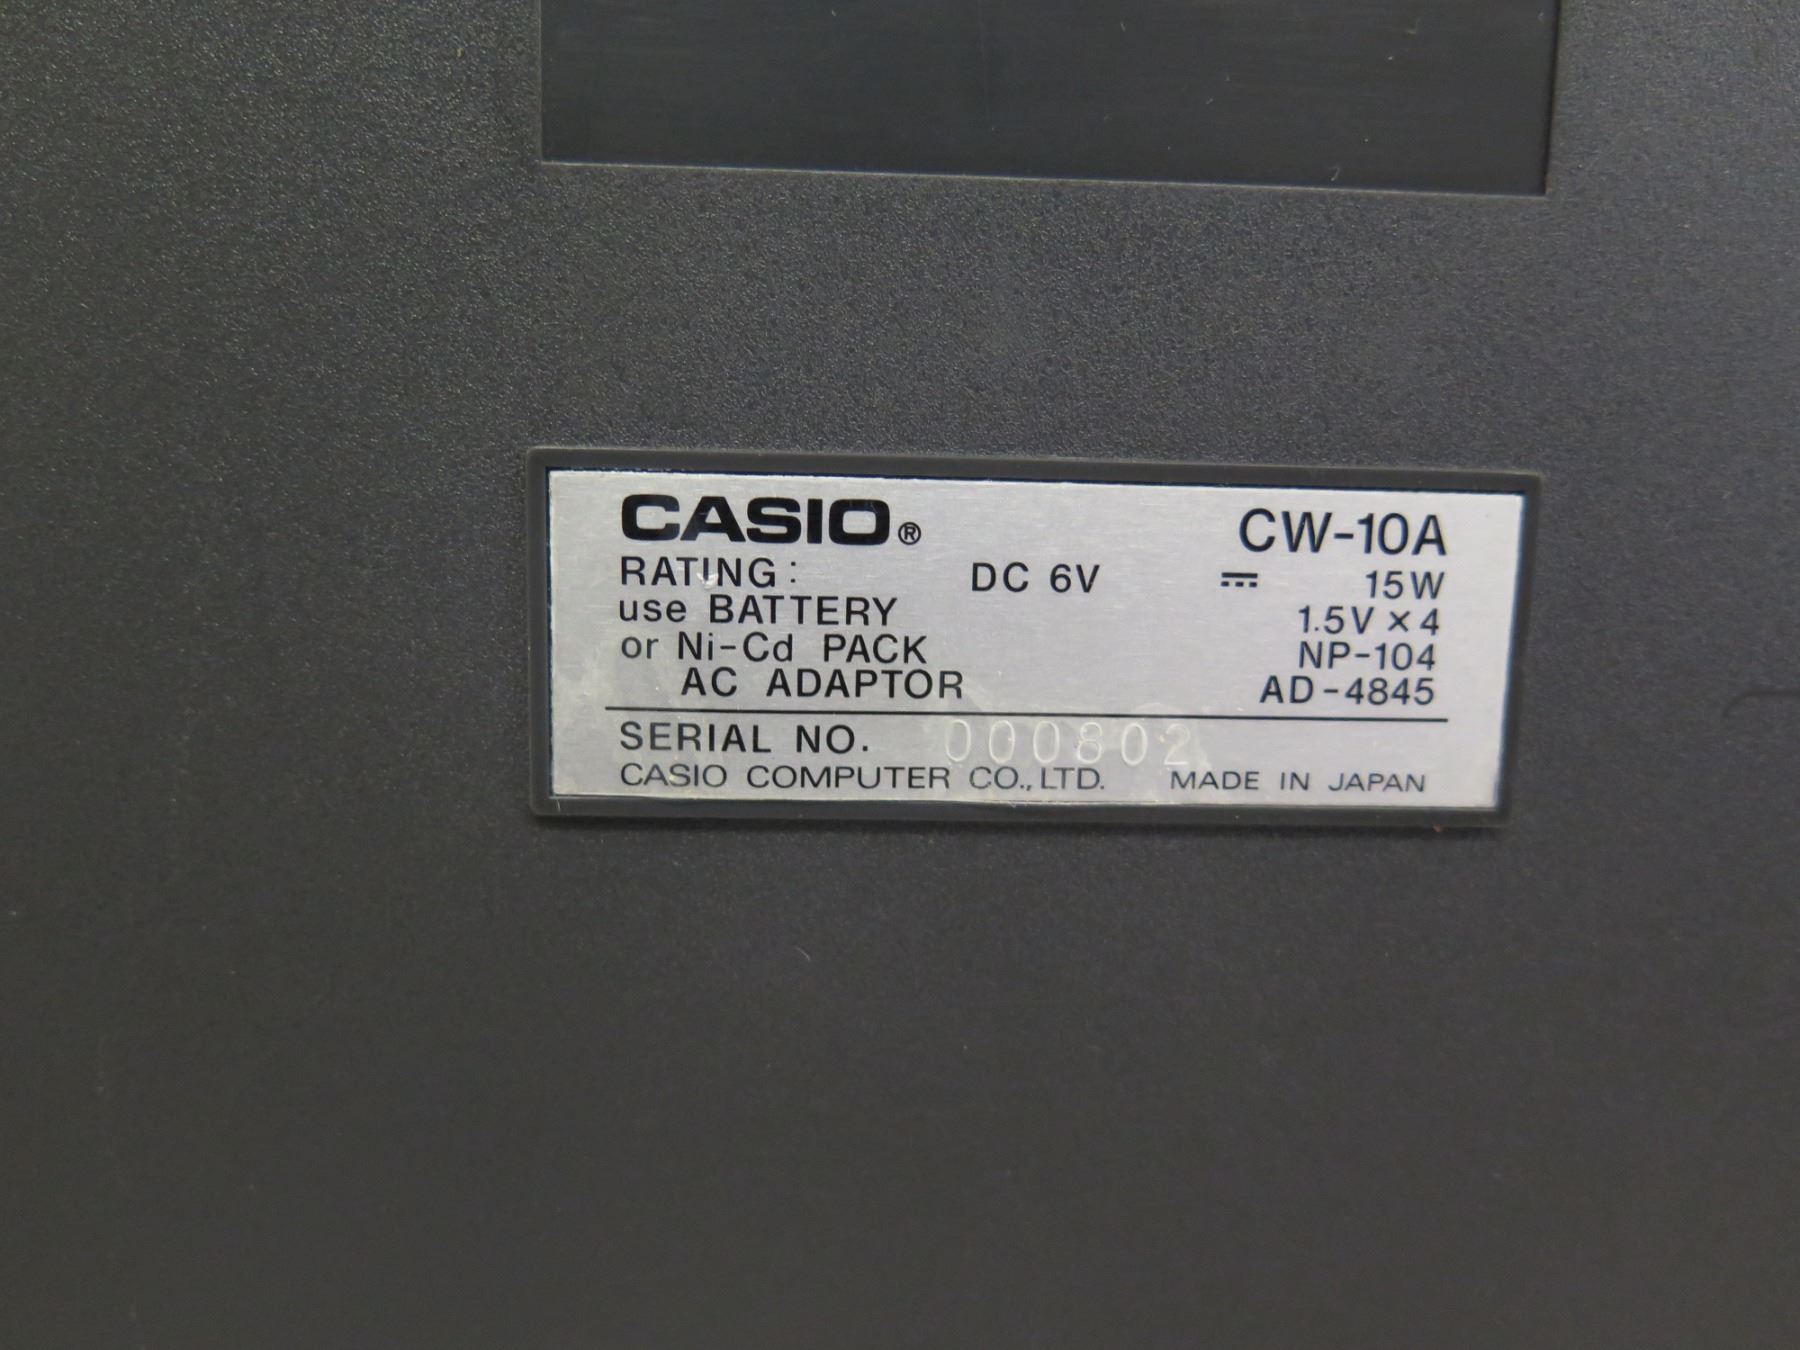 CASIO® CW-10A
RATING: DC 6V ⎓ 15W
use BATTERY 1.5V×4
or Ni-Cd PACK NP-104
AC ADAPTOR AD-4845
SERIAL NO. 000802
CASIO COMPUTER CO., LTD. MADE IN JAPAN